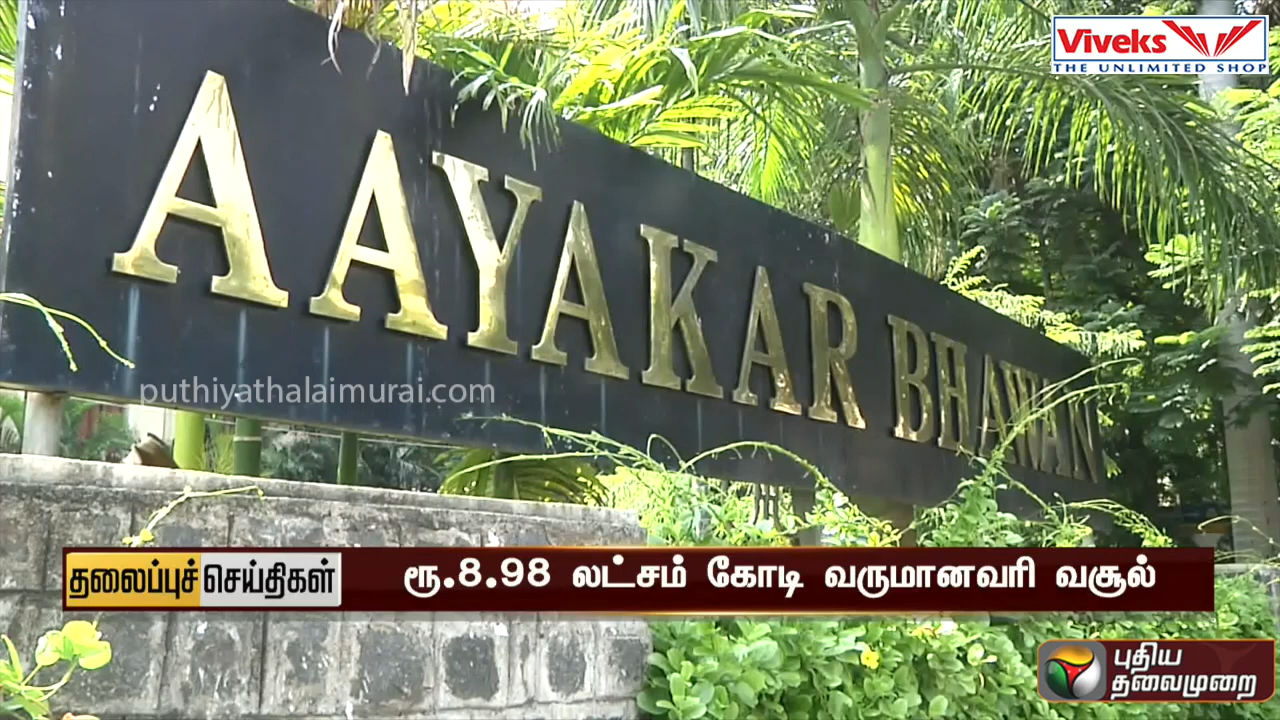 Viveks
THE UNLIMITED SHOP
AAYAKAR BHAWAN
puthiyathalaimurai.com
தலைப்புச் செய்திகள்
ரூ.8.98 லட்சம் கோடி வருமானவரி வசூல்
புதிய
தலைமுறை